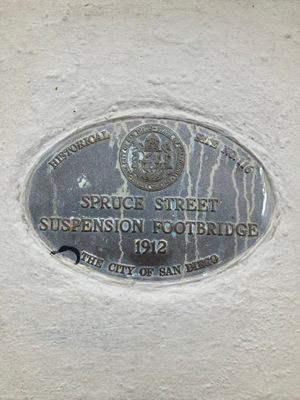 HISTORICAL SITE NO. 116
SPRUCE STREET
SUSPENSION FOOTBRIDGE
1912
THE CITY OF SAN DIEGO